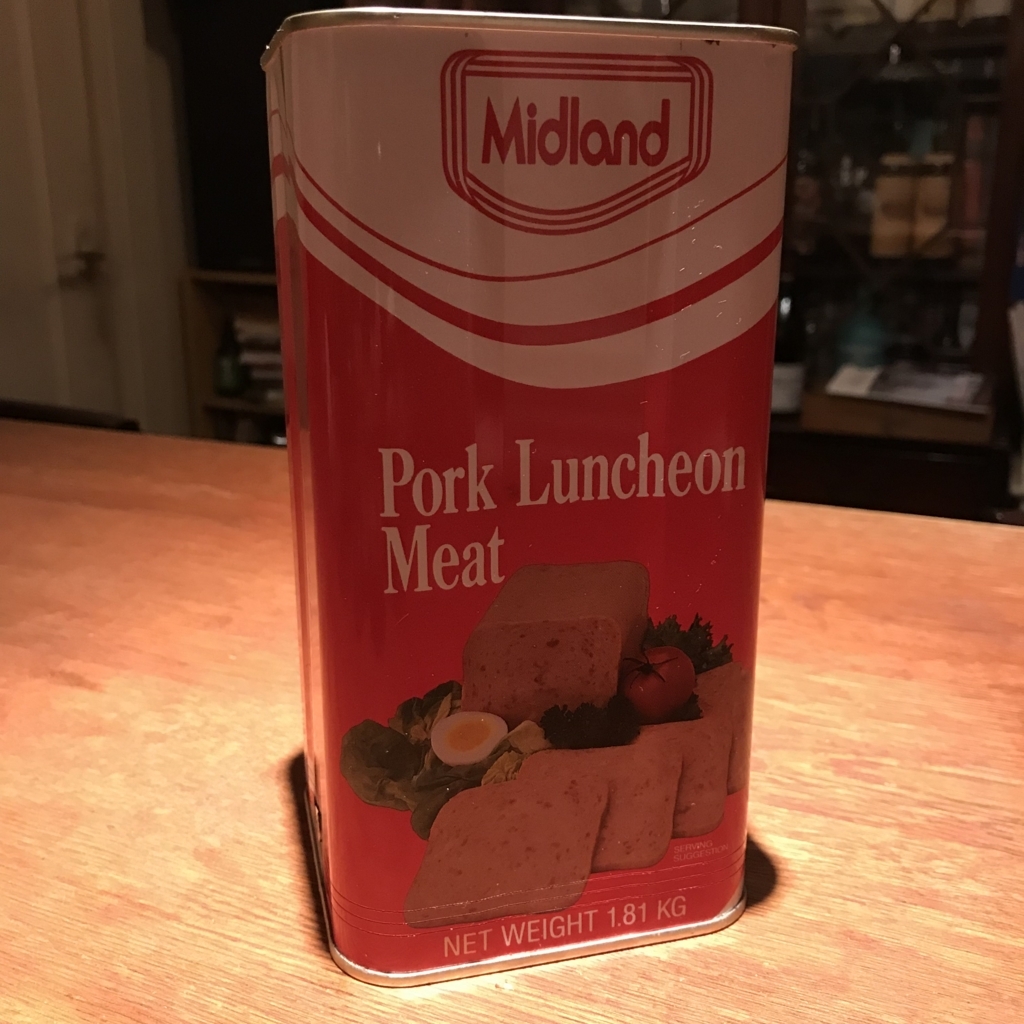 Midland
Pork Luncheon
Meat
SERVING
SUGGESTION
NET WEIGHT 1.81 KG